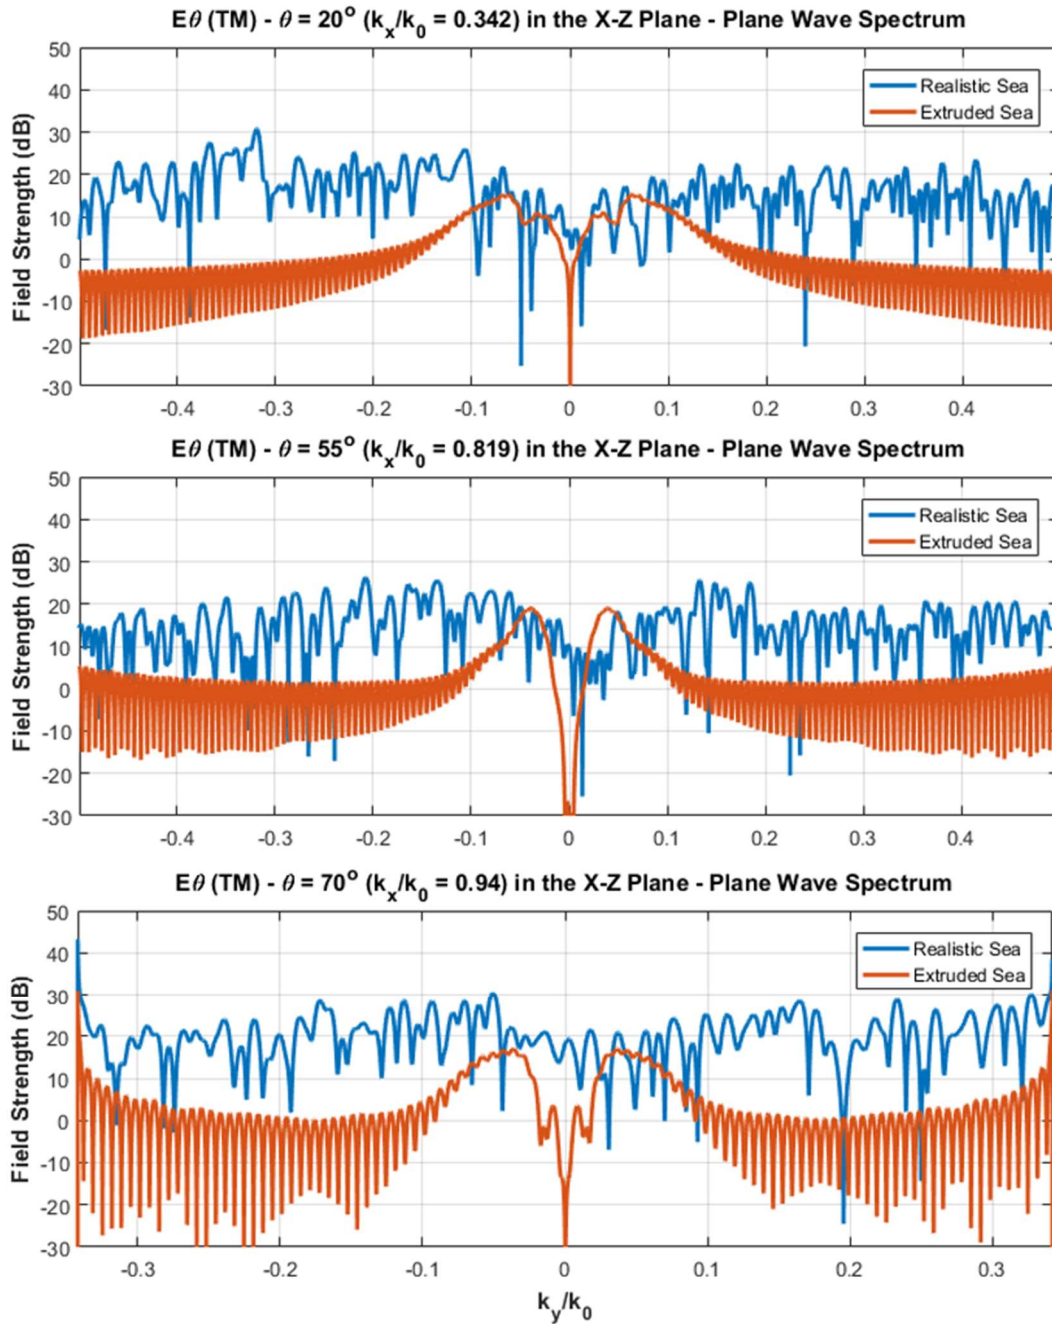 Eθ (TM) - θ = 20° (kₓ/k₀ = 0.342) in the X-Z Plane - Plane Wave Spectrum
50
40
30
20
10
0
-10
-20
-30
Field Strength (dB)
Realistic Sea
Extruded Sea
-0.4 -0.3 -0.2 -0.1 0 0.1 0.2 0.3 0.4
Eθ (TM) - θ = 55° (kₓ/k₀ = 0.819) in the X-Z Plane - Plane Wave Spectrum
50
40
30
20
10
0
-10
-20
-30
Field Strength (dB)
Realistic Sea
Extruded Sea
-0.4 -0.3 -0.2 -0.1 0 0.1 0.2 0.3 0.4
Eθ (TM) - θ = 70° (kₓ/k₀ = 0.94) in the X-Z Plane - Plane Wave Spectrum
50
40
30
20
10
0
-10
-20
-30
Field Strength (dB)
Realistic Sea
Extruded Sea
-0.3 -0.2 -0.1 0 0.1 0.2 0.3
k_y/k₀